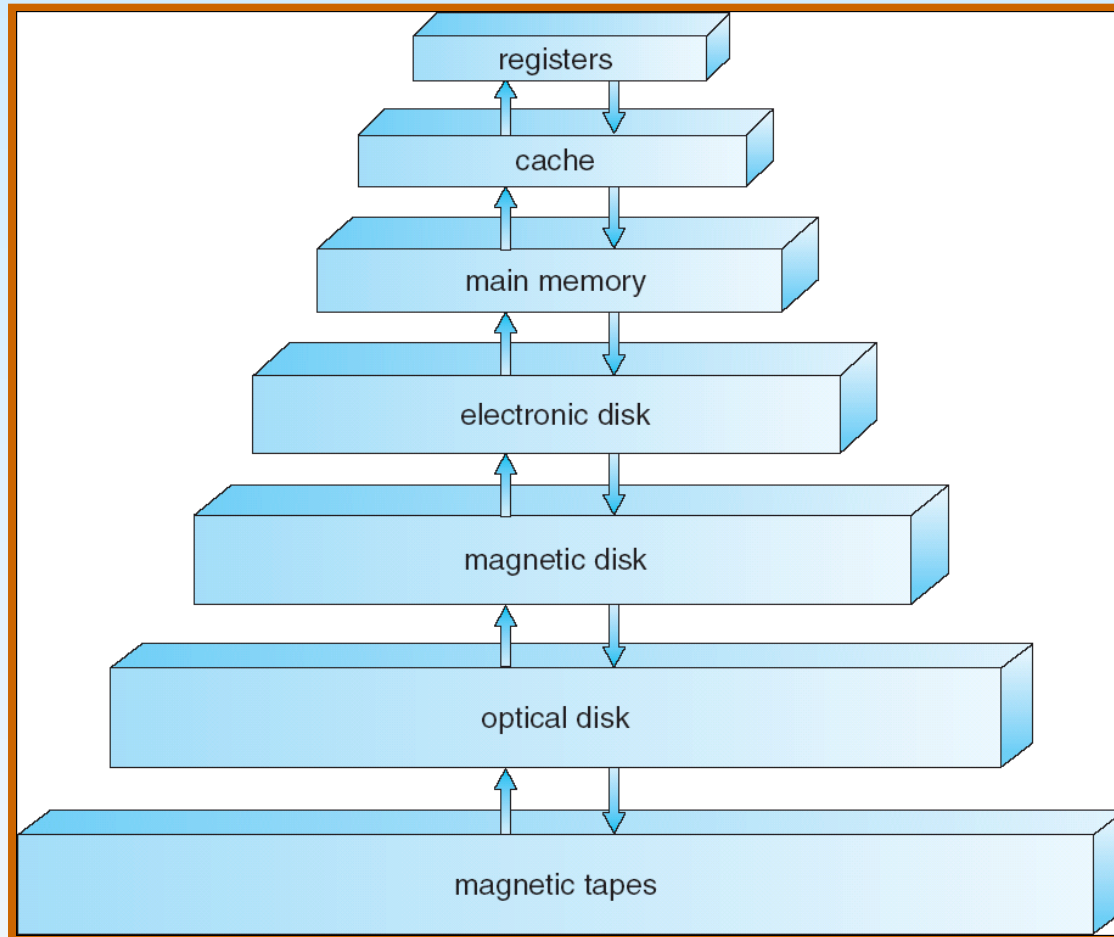 registers
cache
main memory
electronic disk
magnetic disk
optical disk
magnetic tapes